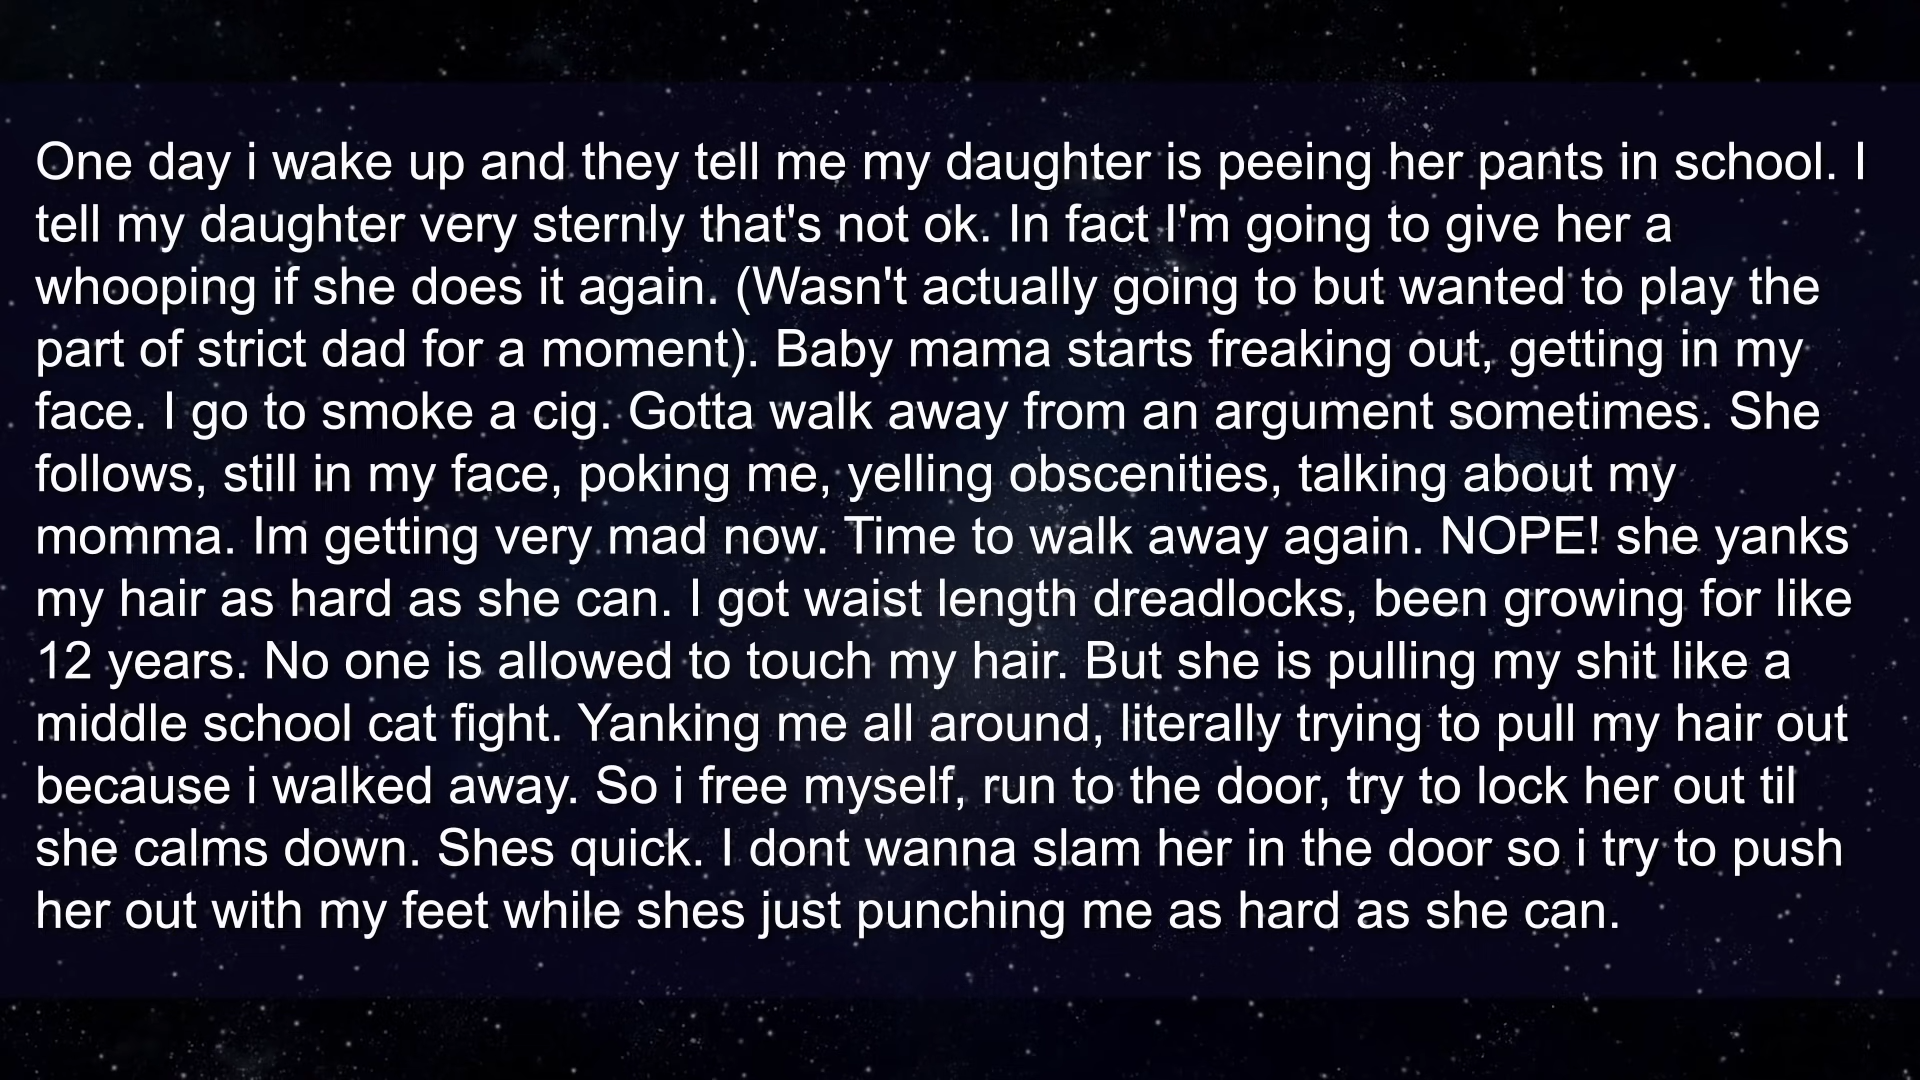 One day i wake up and they tell me my daughter is peeing her pants in school. I
tell my daughter very sternly that's not ok. In fact I'm going to give her a
whooping if she does it again. (Wasn't actually going to but wanted to play the
part of strict dad for a moment). Baby mama starts freaking out, getting in my
face. I go to smoke a cig. Gotta walk away from an argument sometimes. She
follows, still in my face, poking me, yelling obscenities, talking about my
momma. Im getting very mad now. Time to walk away again. NOPE! she yanks
my hair as hard as she can. I got waist length dreadlocks, been growing for like
12 years. No one is allowed to touch my hair. But she is pulling my shit like a
middle school cat fight. Yanking me all around, literally trying to pull my hair out
because i walked away. So i free myself, run to the door, try to lock her out til
she calms down. Shes quick. I dont wanna slam her in the door so i try to push
her out with my feet while shes just punching me as hard as she can.